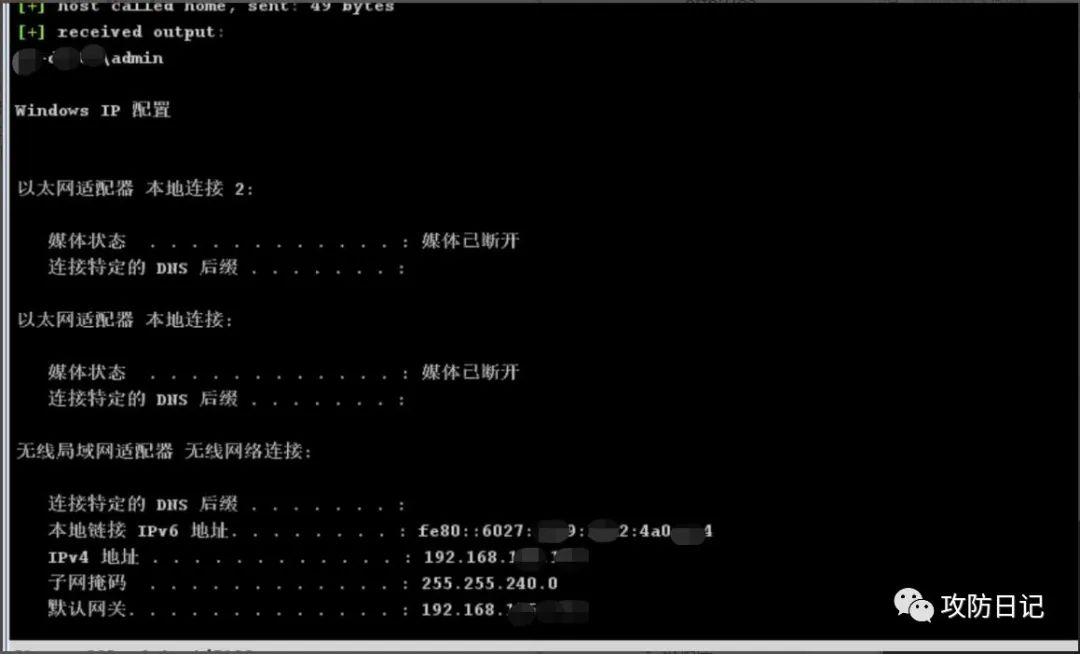 [+] host called home, sent: 49 bytes
[+] received output:
\admin
Windows IP 配置
以太网适配器 本地连接 2:
媒体状态 . . . . . . . . . . . . : 媒体已断开
连接特定的 DNS 后缀 . . . . . . . :
以太网适配器 本地连接:
媒体状态 . . . . . . . . . . . . : 媒体已断开
连接特定的 DNS 后缀 . . . . . . . :
无线局域网适配器 无线网络连接:
连接特定的 DNS 后缀 . . . . . . . :
本地链接 IPv6 地址. . . . . . . . : fe80::6027: 9: 2:4a0 4
IPv4 地址 . . . . . . . . . . . . : 192.168.1
子网掩码 . . . . . . . . . . . . : 255.255.240.0
默认网关. . . . . . . . . . . . . : 192.168.1
攻防日记